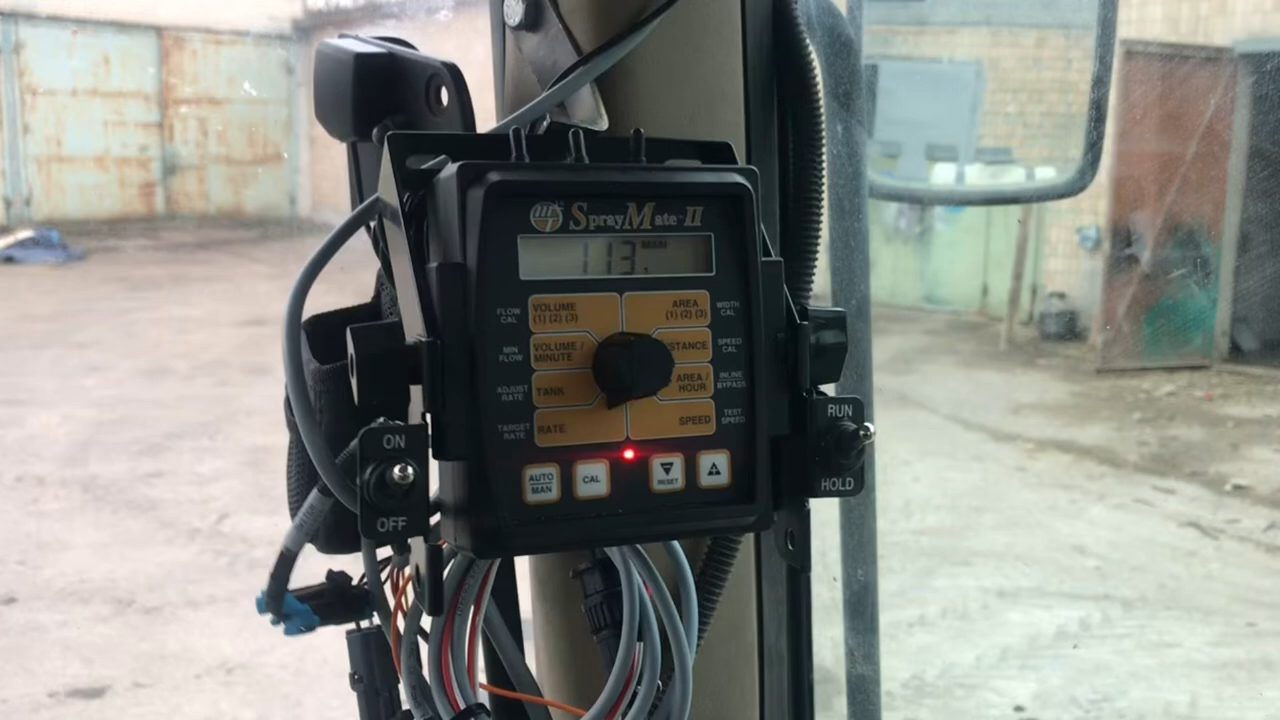 SprayMate™ II
113 MAN
FLOW CAL
VOLUME
(1) (2) (3)
AREA
(1) (2) (3)
WIDTH CAL
MIN FLOW
VOLUME /
MINUTE
STANCE
SPEED CAL
ADJUST RATE
TANK
AREA /
HOUR
INLINE BYPASS
TARGET RATE
RATE
SPEED
TEST SPEED
AUTO
MAN
CAL
RESET
ON
OFF
RUN
HOLD